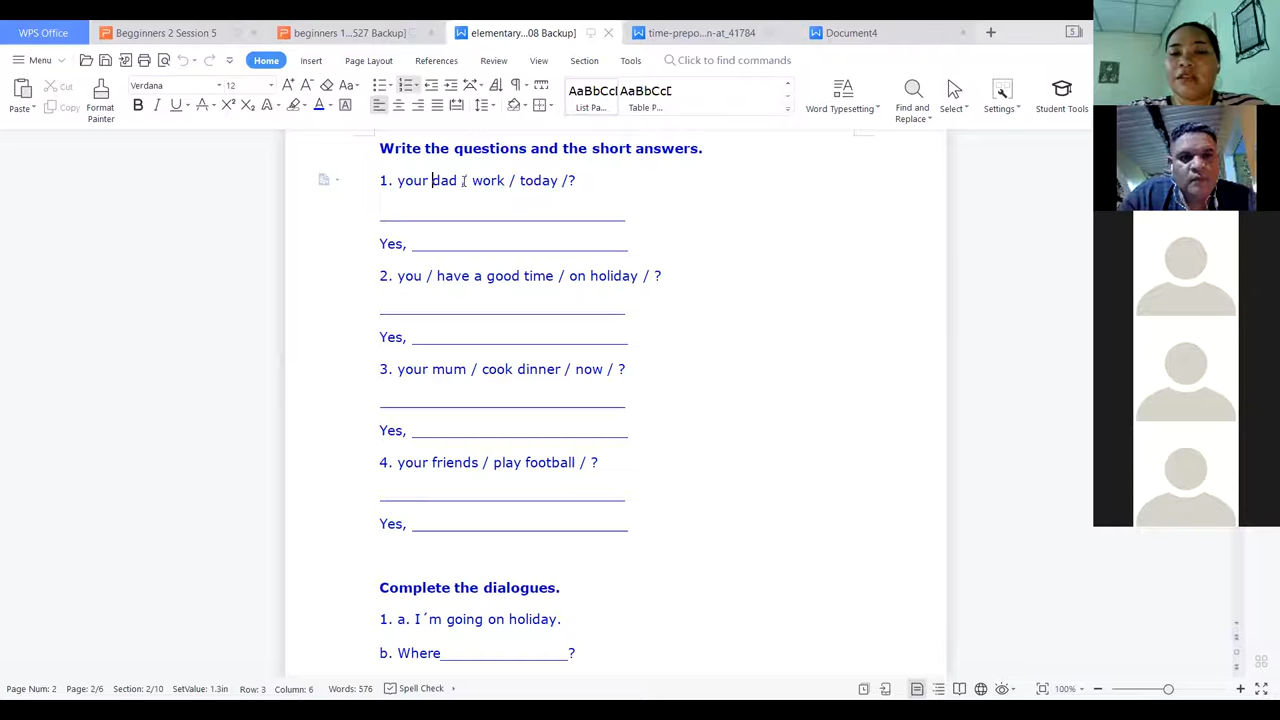 WPS Office
Begginners 2 Session 5
beginners 1...527 Backup]
elementary...08 Backup]
time-prepo...n-at_41784
Document4
Menu
Home
Insert
Page Layout
References
Review
View
Section
Tools
Click to find commands
Paste
Cut
Copy
Format
Painter
Verdana
12
AaBbCcI
List Pa...
AaBbCcD
Table P...
Word Typesetting
Find and
Replace
Select
Settings
Student Tools
Write the questions and the short answers.
1. your dad / work / today /?
Yes,
2. you / have a good time / on holiday / ?
Yes,
3. your mum / cook dinner / now / ?
Yes,
4. your friends / play football / ?
Yes,
Complete the dialogues.
1. a. I´m going on holiday.
b. Where_________________?
Page Num: 2 Page: 2/6 Section: 2/10 SetValue: 1.3in Row: 3 Column: 6 Words: 576 Spell Check
100%